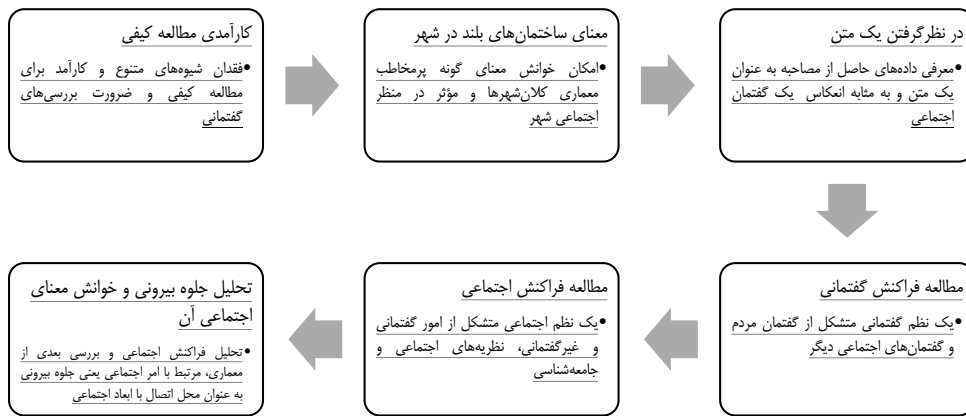 کارآمدی مطالعه کیفی
•فقدان شیوه‌های متنوع و کارآمد برای
مطالعه کیفی و ضرورت بررسی‌های
گفتمانی
معنای ساختمان‌های بلند در شهر
•امکان خوانش معنای گونه پرمخاطب
معماری کلان‌شهرها و مؤثر در منظر
اجتماعی شهر
در نظرگرفتن یک متن
•معرفی داده‌های حاصل از مصاحبه به عنوان
یک متن و به مثابه انعکاس یک گفتمان
اجتماعی
مطالعه فراکنش گفتمانی
•یک نظم گفتمانی متشکل از گفتمان مردم
و گفتمان‌های اجتماعی دیگر
مطالعه فراکنش اجتماعی
•یک نظم اجتماعی متشکل از امور گفتمانی
و غیرگفتمانی، نظریه‌های اجتماعی و
جامعه‌شناسی
تحلیل جلوه بیرونی و خوانش معنای
اجتماعی آن
•تحلیل فراکنش اجتماعی و بررسی بعدی از
معماری، مرتبط با امر اجتماعی یعنی جلوه بیرونی
به عنوان محل اتصال با ابعاد اجتماعی